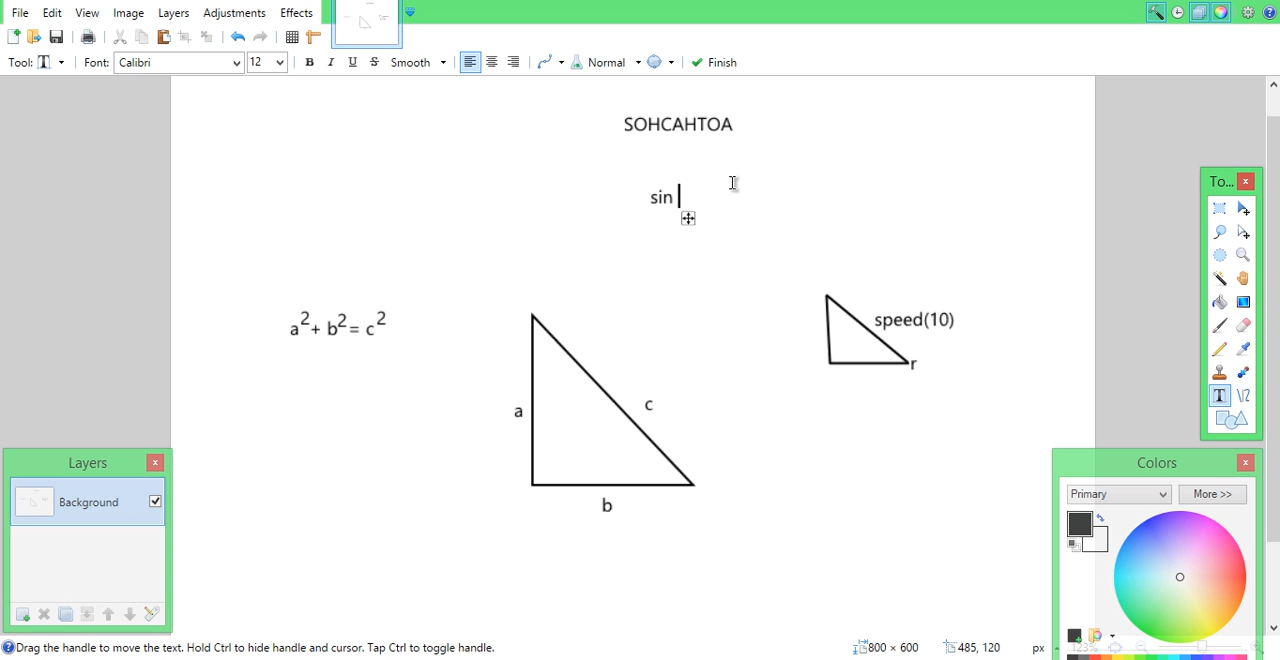 File Edit View Image Layers Adjustments Effects
Tool: T Font: Calibri 12 B I U S Smooth Normal Finish
SOHCAHTOA
sin
To...
a2+ b2= c2
speed(10)
r
a
c
b
Layers
Background
Colors
Primary More >>
Drag the handle to move the text. Hold Ctrl to hide handle and cursor. Tap Ctrl to toggle handle. 800 × 600 485, 120 px 123%